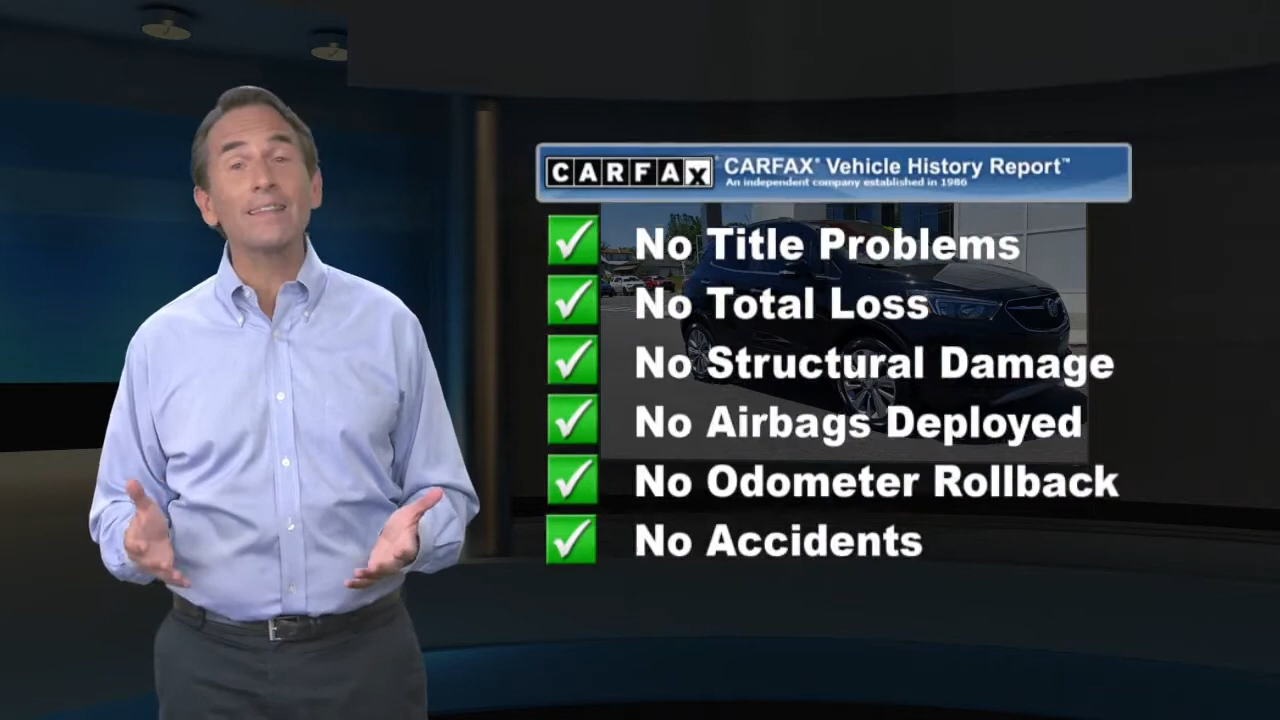 CARFAX CARFAX® Vehicle History Report™
An independent company established in 1986
No Title Problems
No Total Loss
No Structural Damage
No Airbags Deployed
No Odometer Rollback
No Accidents